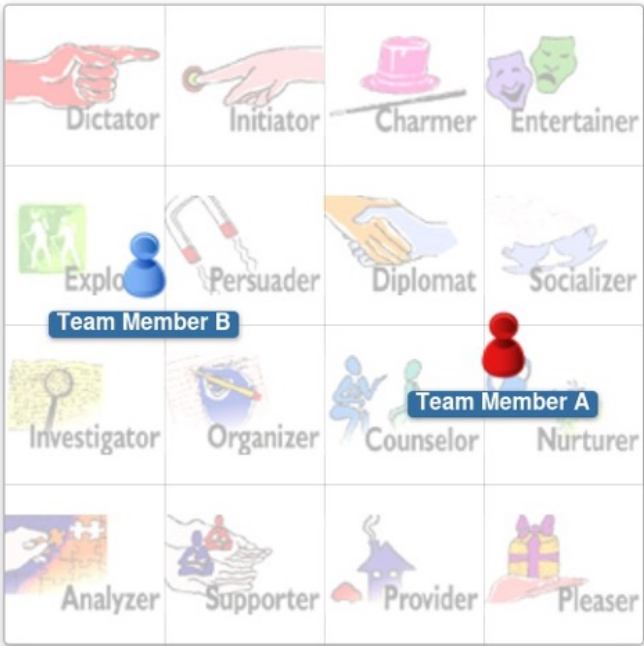 Dictator
Initiator
Charmer
Entertainer
Explo
Persuader
Diplomat
Socializer
Team Member B
Team Member A
Investigator
Organizer
Counselor
Nurturer
Analyzer
Supporter
Provider
Pleaser